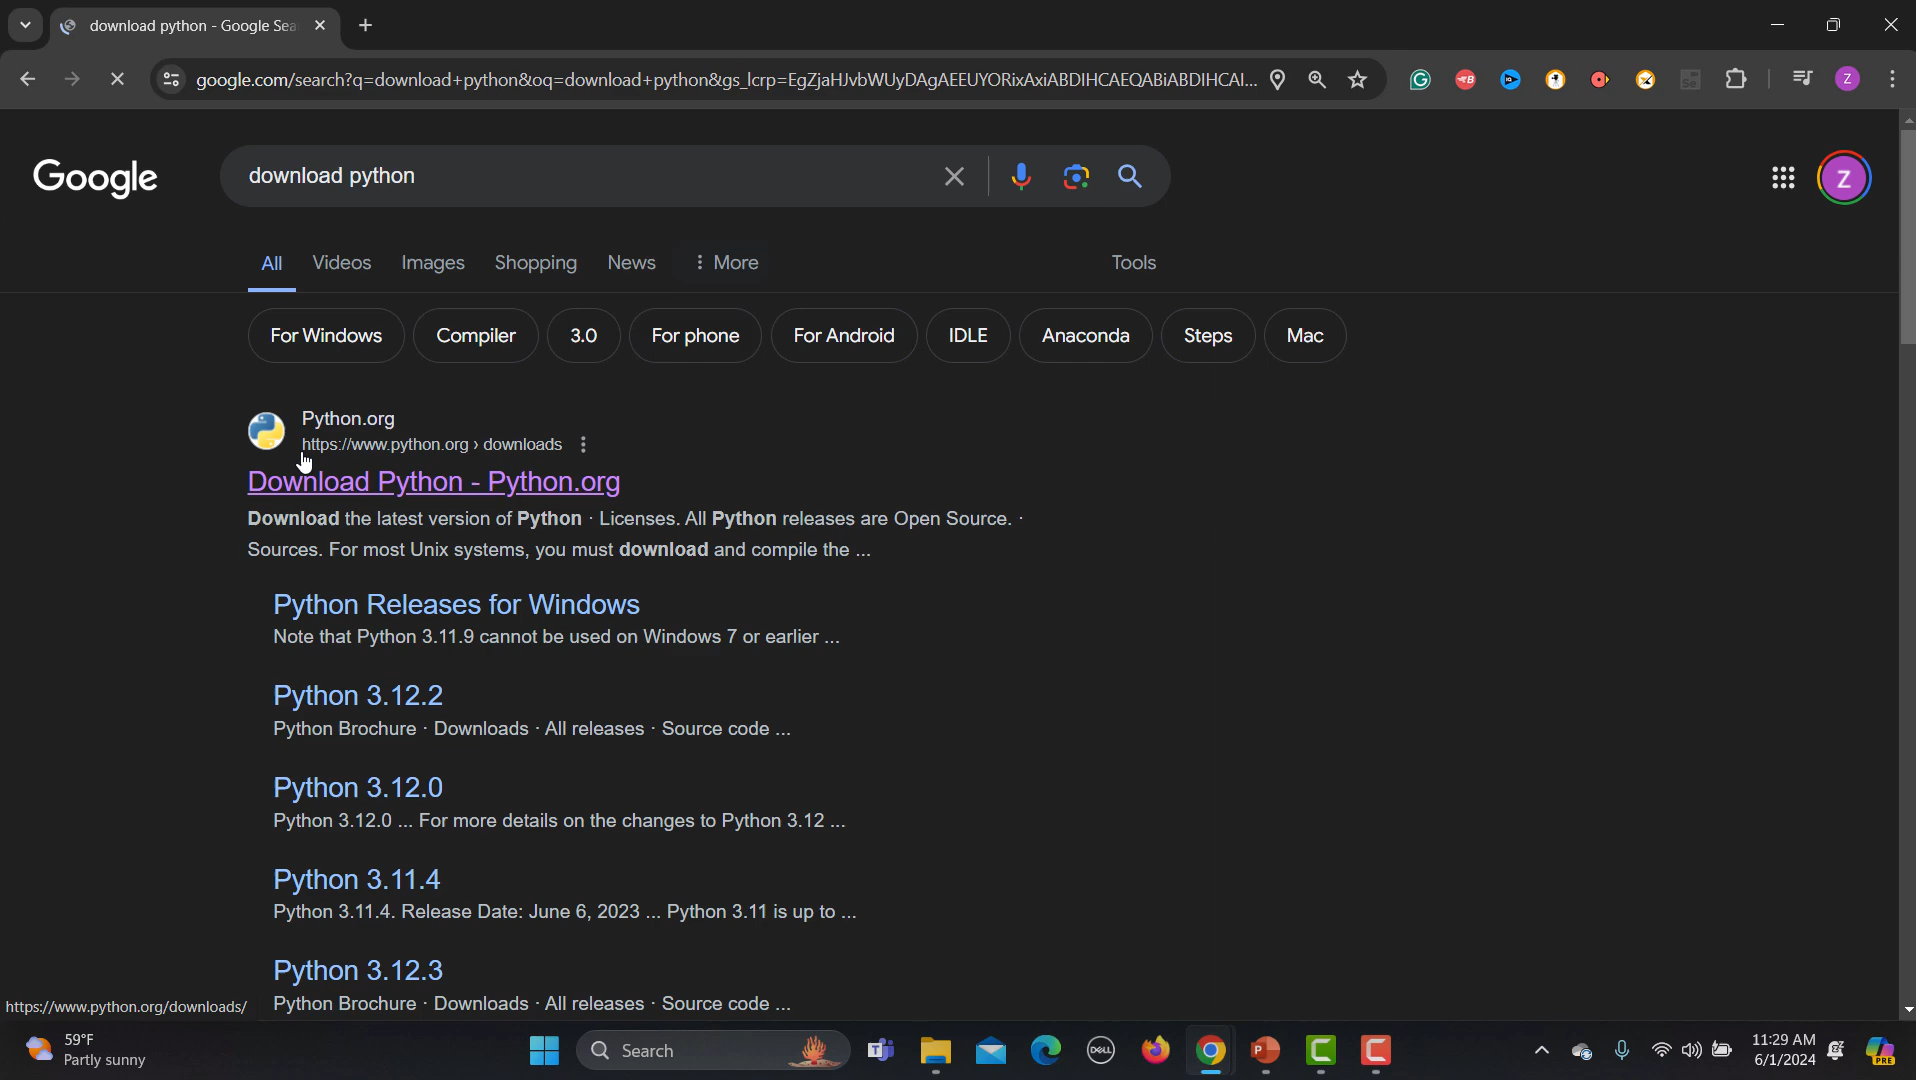 download python - Google Sea
google.com/search?q=download+python&oq=download+python&gs_lcrp=EgZjaHJvbWUyDAgAEEUYORixAxiABDIHCAEQABiABDIHCAI...
Z
Google
download python
Z
All
Videos
Images
Shopping
News
More
Tools
For Windows
Compiler
3.0
For phone
For Android
IDLE
Anaconda
Steps
Mac
Python.org
https://www.python.org › downloads
Download Python - Python.org
Download the latest version of Python · Licenses. All Python releases are Open Source. ·
Sources. For most Unix systems, you must download and compile the ...
Python Releases for Windows
Note that Python 3.11.9 cannot be used on Windows 7 or earlier ...
Python 3.12.2
Python Brochure · Downloads · All releases · Source code ...
Python 3.12.0
Python 3.12.0 ... For more details on the changes to Python 3.12 ...
Python 3.11.4
Python 3.11.4. Release Date: June 6, 2023 ... Python 3.11 is up to ...
Python 3.12.3
Python Brochure · Downloads · All releases · Source code ...
https://www.python.org/downloads/
59°F
Partly sunny
Search
DELL
11:29 AM
6/1/2024
PRE